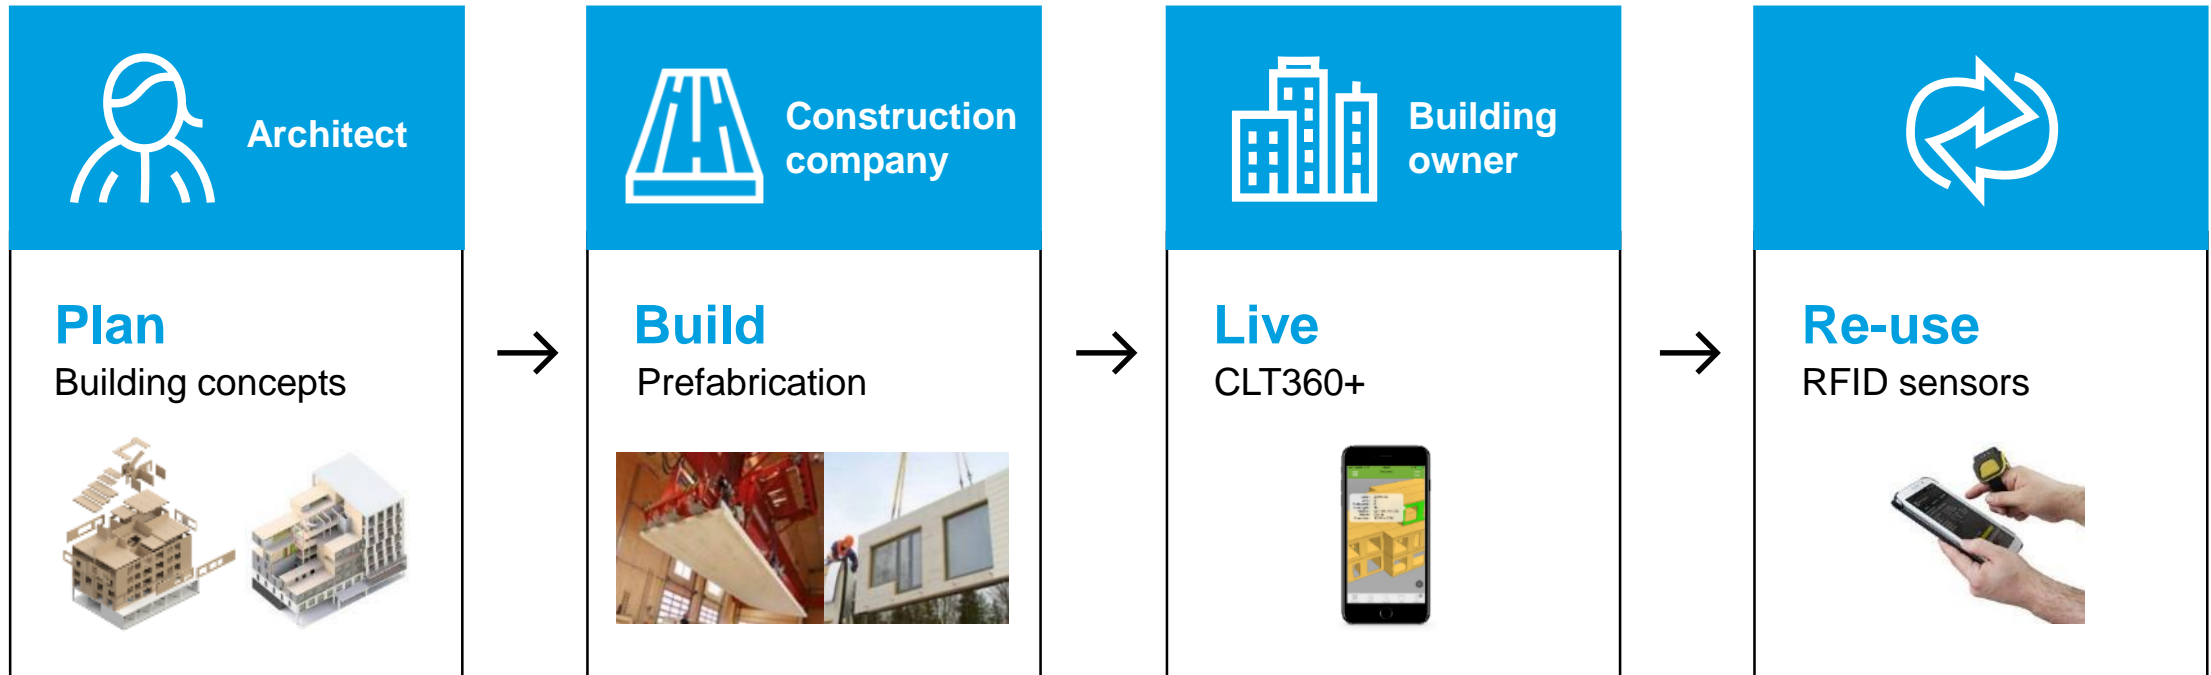 Architect
Construction
company
Building
owner
Plan
Building concepts
Build
Prefabrication
Live
CLT360+
Re-use
RFID sensors